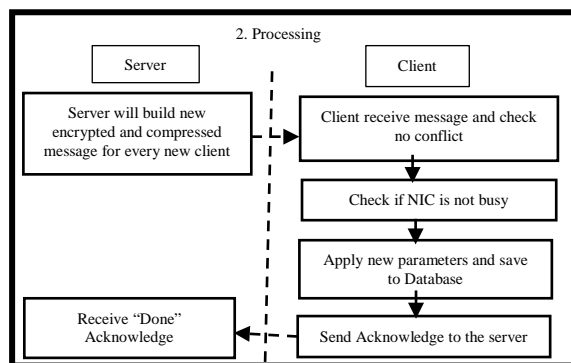 2. Processing
Server
Client
Server will build new
encrypted and compressed
message for every new client
Client receive message and check
no conflict
Check if NIC is not busy
Apply new parameters and save
to Database
Receive “Done”
Acknowledge
Send Acknowledge to the server